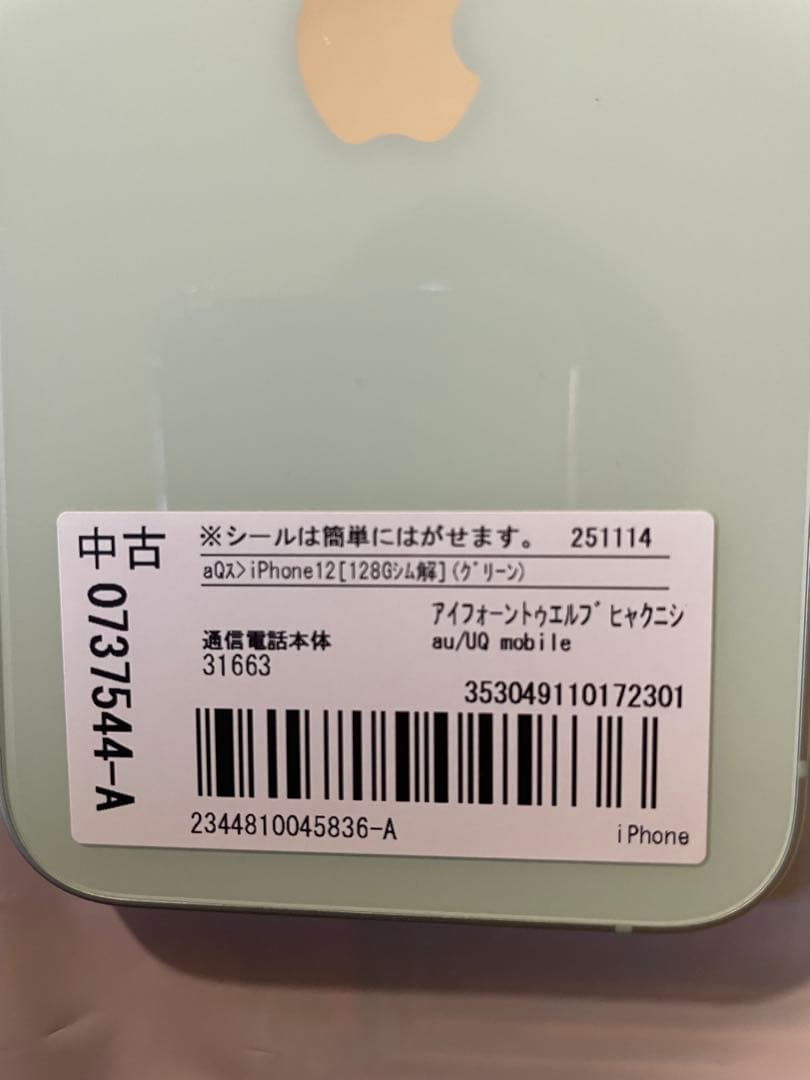 中古
0737544-A
※シールは簡単にはがせます。 251114
aQｽ>iPhone12[128Gｼﾑ解](ｸﾞﾘｰﾝ)
ｱｲﾌｫｰﾝﾄｩｴﾙﾌﾞﾋｬｸﾆｼ
通信電話本体 au/UQ mobile
31663
353049110172301
2344810045836-A
iPhone